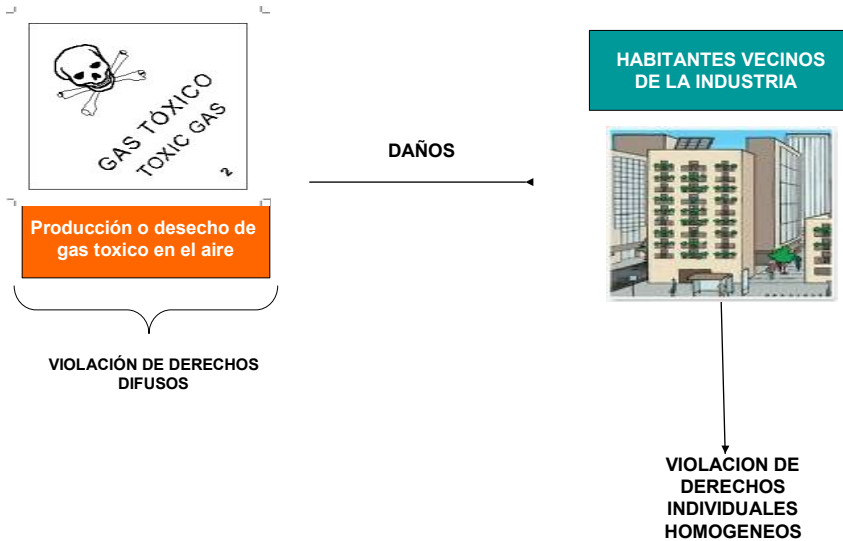 GAS TÓXICO
TOXIC GAS
2
Producción o desecho de
gas toxico en el aire
VIOLACIÓN DE DERECHOS
DIFUSOS
DAÑOS
HABITANTES VECINOS
DE LA INDUSTRIA
VIOLACION DE
DERECHOS
INDIVIDUALES
HOMOGENEOS